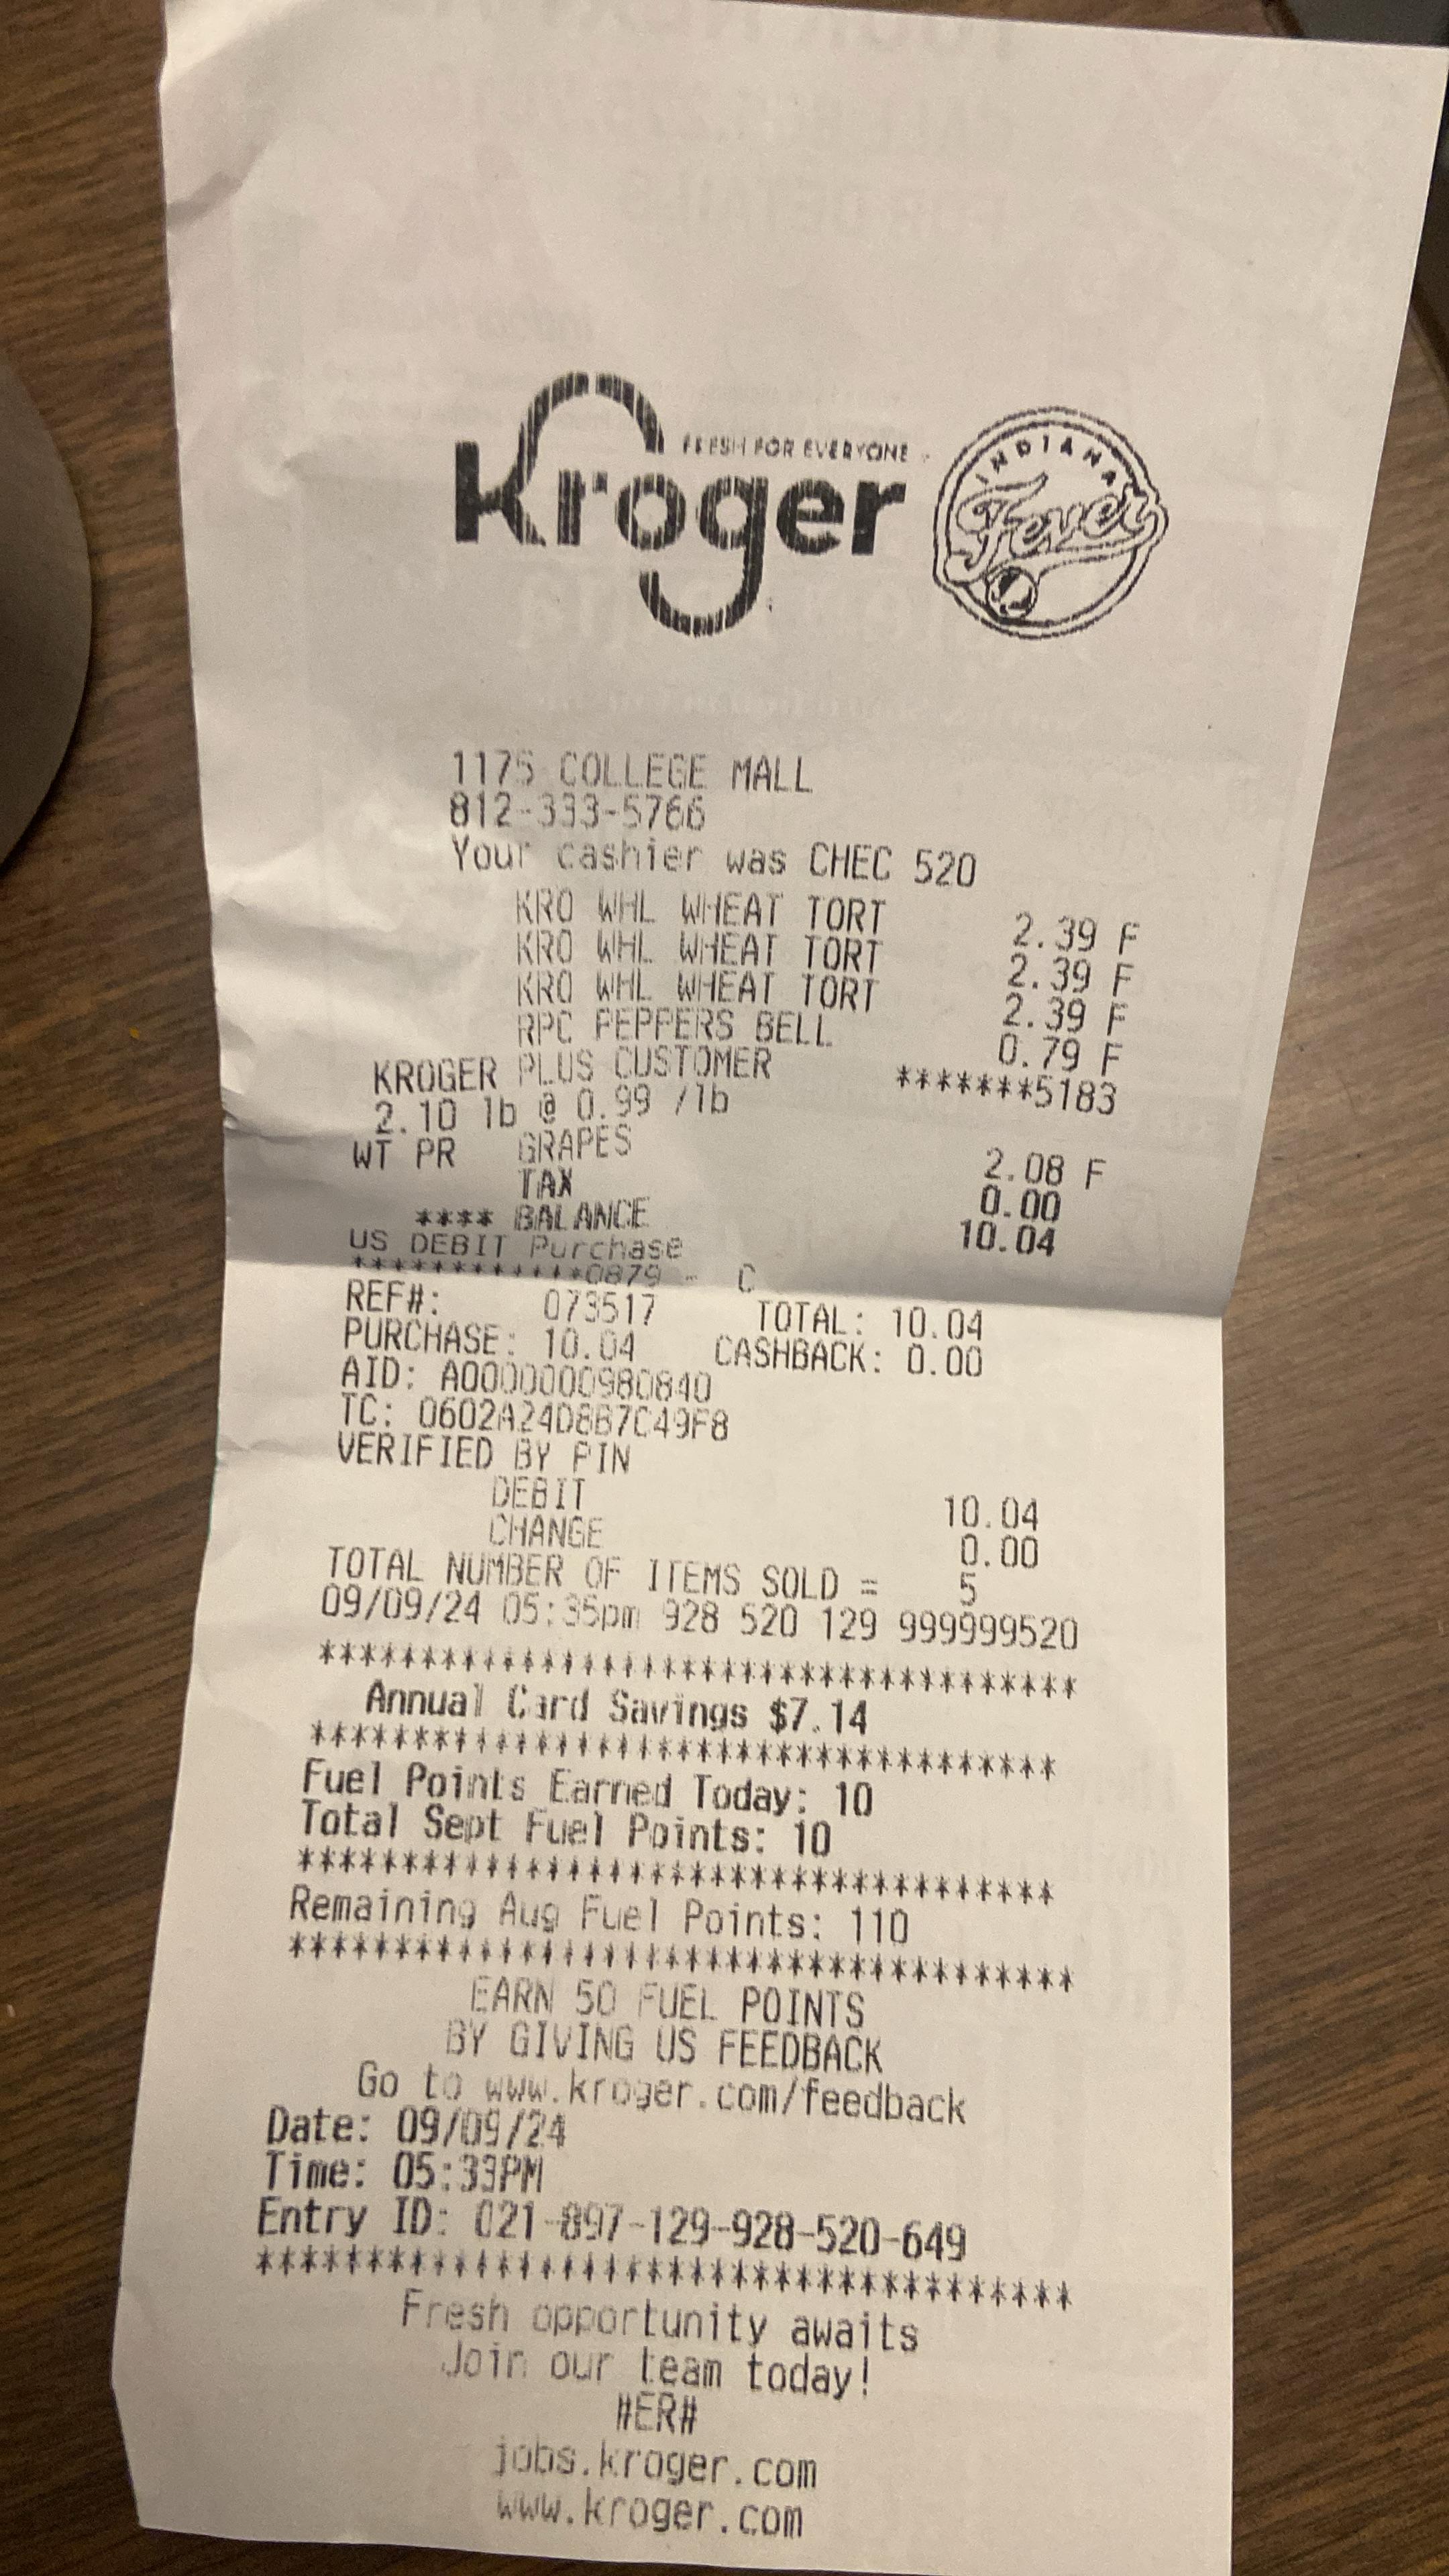 FRESH FOR EVERYONE
Kroger
INDIANA
Fever
1175 COLLEGE MALL
812-333-5766
Your cashier was CHEC 520
KRO WHL WHEAT TORT 2.39 F
KRO WHL WHEAT TORT 2.39 F
KRO WHL WHEAT TORT 2.39 F
RPC PEPPERS BELL 0.79 F
KROGER PLUS CUSTOMER *******5183
2.10 lb @ 0.99 /lb
WT PR GRAPES 2.08 F
TAX 0.00
**** BALANCE 10.04
US DEBIT Purchase
************0879 - C
REF#: 073517 TOTAL: 10.04
PURCHASE: 10.04 CASHBACK: 0.00
AID: A0000000980840
TC: 0602A24D8B7C49F8
VERIFIED BY PIN
DEBIT 10.04
CHANGE 0.00
TOTAL NUMBER OF ITEMS SOLD = 5
09/09/24 05:35pm 928 520 129 999999520
*************************************
Annual Card Savings $7.14
*************************************
Fuel Points Earned Today: 10
Total Sept Fuel Points: 10
*************************************
Remaining Aug Fuel Points: 110
*************************************
EARN 50 FUEL POINTS
BY GIVING US FEEDBACK
Go to www.kroger.com/feedback
Date: 09/09/24
Time: 05:33PM
Entry ID: 021-897-129-928-520-649
*************************************
Fresh opportunity awaits
Join our team today!
#ER#
jobs.kroger.com
www.kroger.com